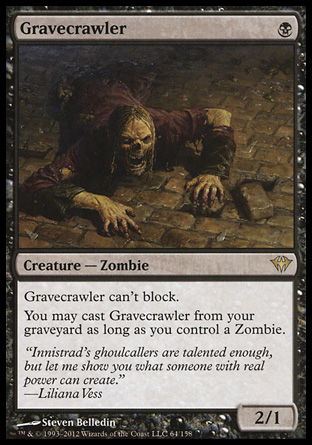 Gravecrawler
Creature — Zombie
Gravecrawler can't block.
You may cast Gravecrawler from your
graveyard as long as you control a Zombie.
"Innistrad's ghoulcallers are talented enough,
but let me show you what someone with real
power can create."
—Liliana Vess
Steven Belledin
™ & © 1993–2012 Wizards of the Coast LLC 64/158
2/1